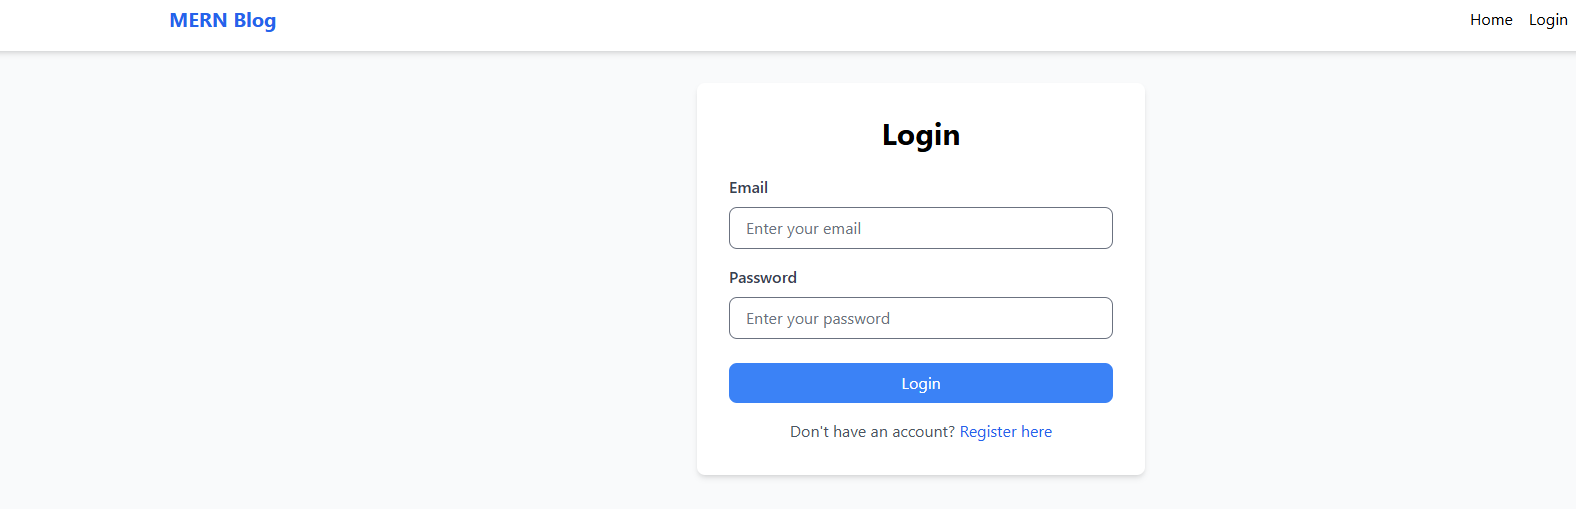 MERN Blog
Home Login
Login
Email
Enter your email
Password
Enter your password
Login
Don't have an account? Register here